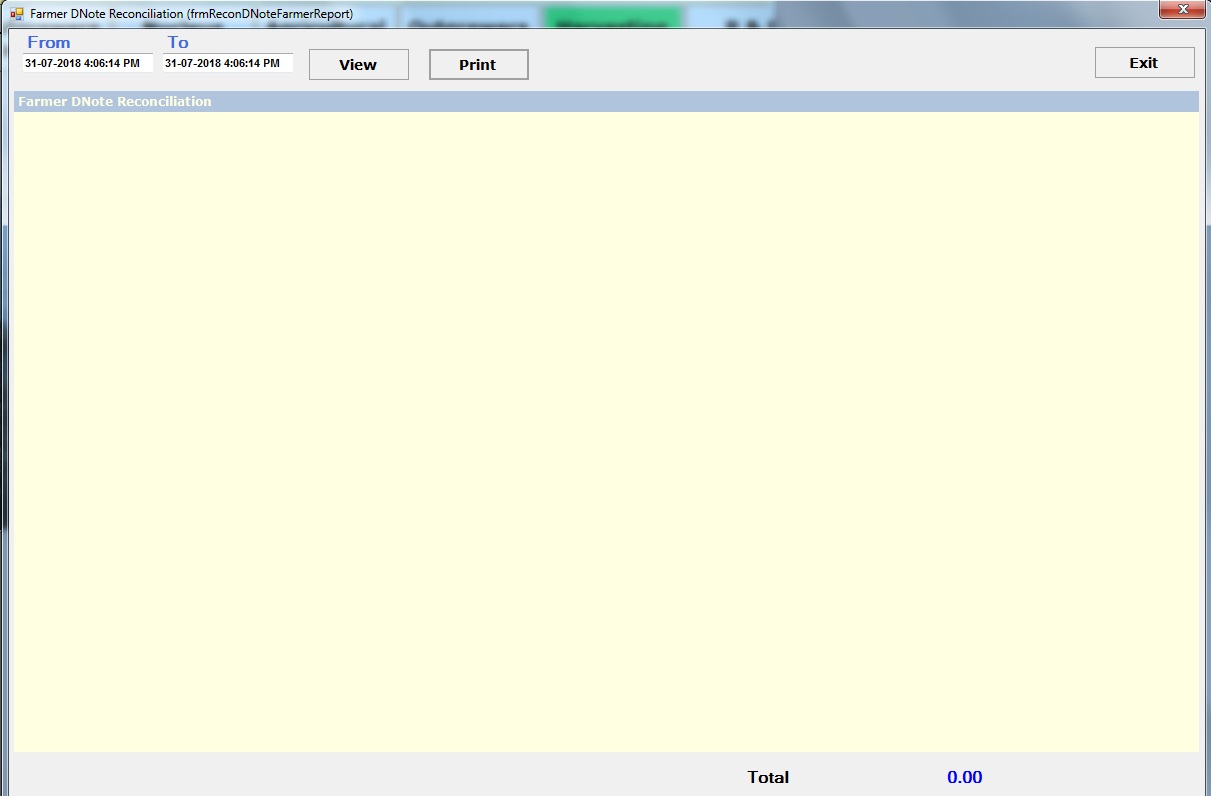 Farmer DNote Reconciliation (frmReconDNoteFarmerReport)
From To
31-07-2018 4:06:14 PM 31-07-2018 4:06:14 PM View Print Exit
Farmer DNote Reconciliation
Total 0.00